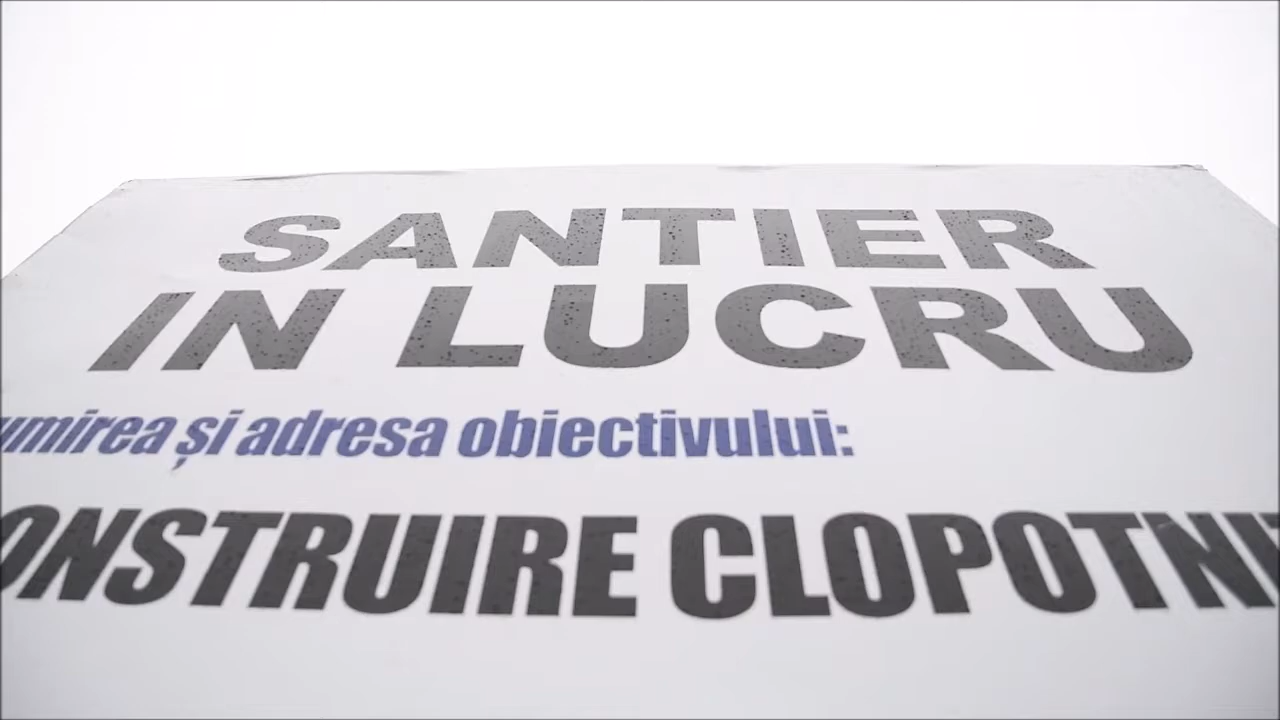 SANTIER
IN LUCRU
umirea și adresa obiectivului:
ONSTRUIRE CLOPOTNI